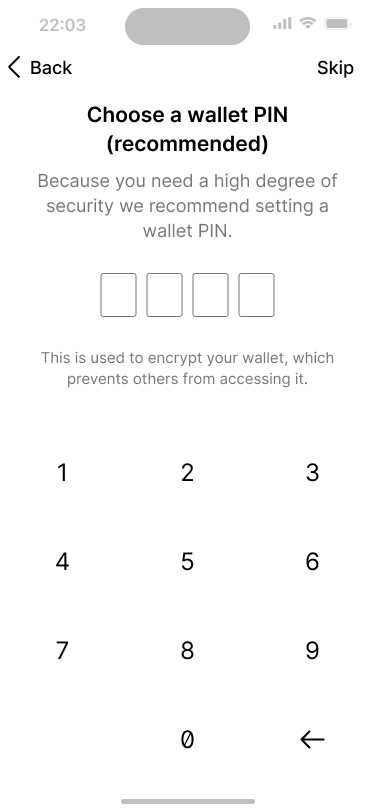 22:03
Back
Skip
Choose a wallet PIN
(recommended)
Because you need a high degree of
security we recommend setting a
wallet PIN.
This is used to encrypt your wallet, which
prevents others from accessing it.
1 2 3
4 5 6
7 8 9
0